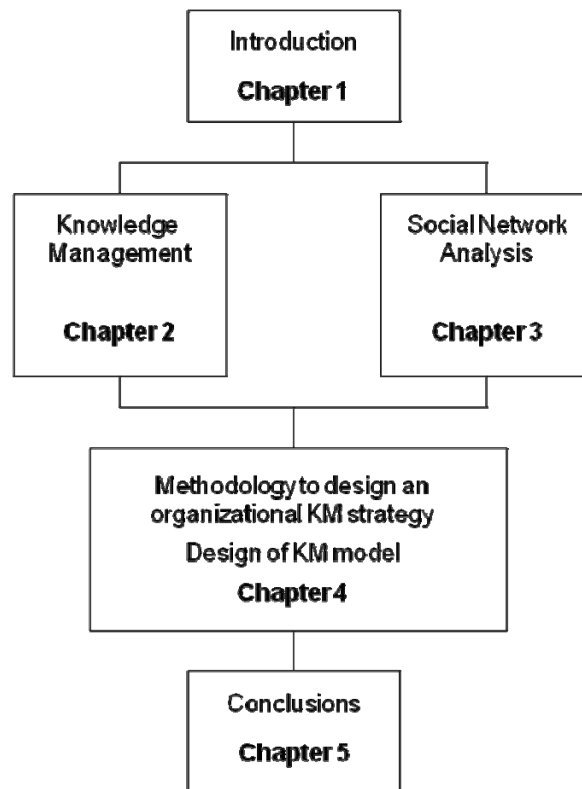 Introduction
Chapter 1
Knowledge
Management
Chapter 2
Social Network
Analysis
Chapter 3
Methodology to design an
organizational KM strategy
Design of KM model
Chapter 4
Conclusions
Chapter 5